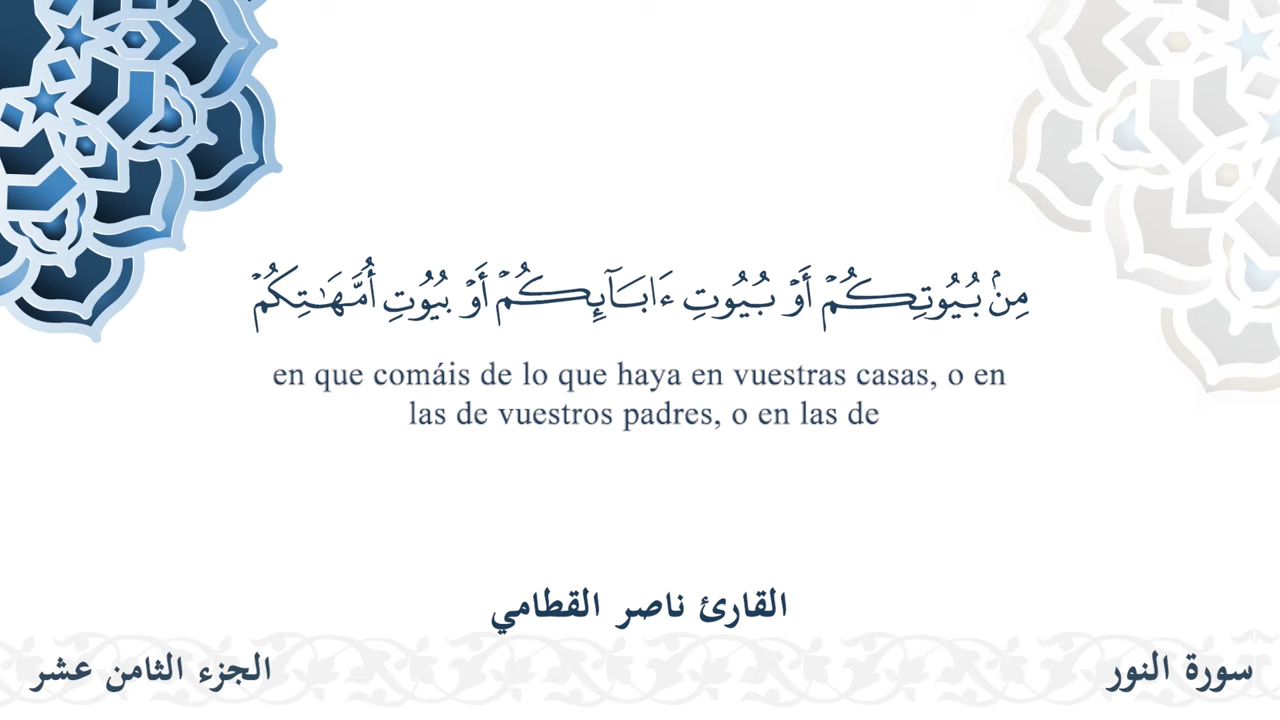 مِنۢ بُيُوتِكُمۡ أَوۡ بُيُوتِ ءَابَآئِكُمۡ أَوۡ بُيُوتِ أُمَّهَٰتِكُمۡ
en que comáis de lo que haya en vuestras casas, o en
las de vuestros padres, o en las de
القارئ ناصر القطامي
سورة النور
الجزء الثامن عشر